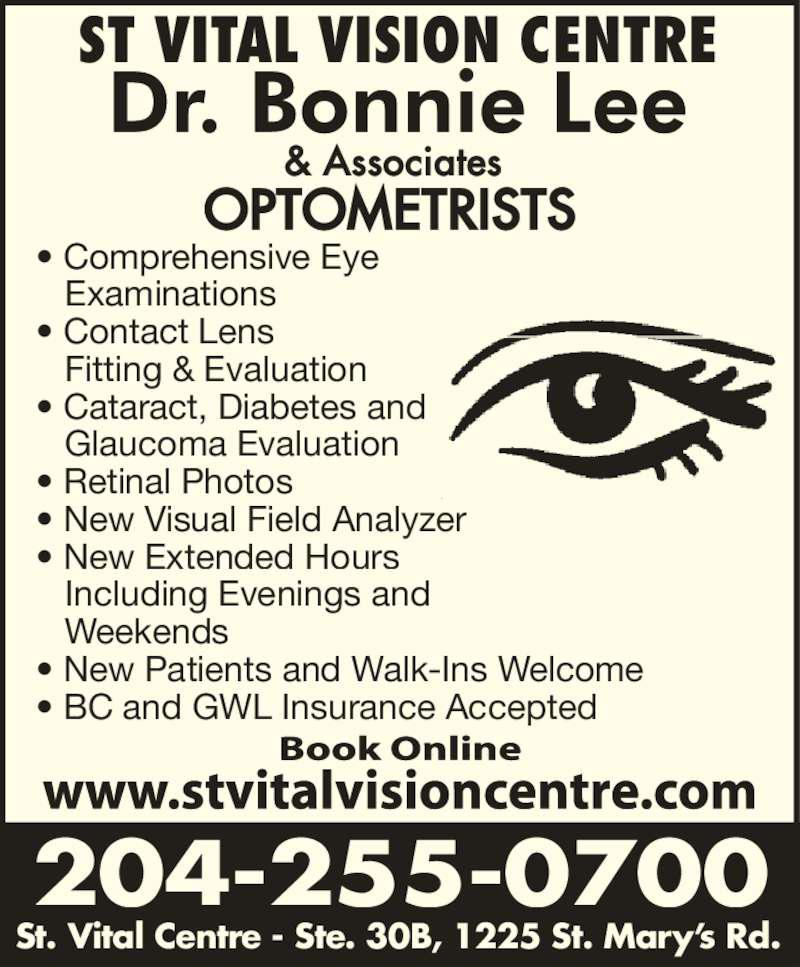 ST VITAL VISION CENTRE
Dr. Bonnie Lee
& Associates
OPTOMETRISTS
• Comprehensive Eye
Examinations
• Contact Lens
Fitting & Evaluation
• Cataract, Diabetes and
Glaucoma Evaluation
• Retinal Photos
• New Visual Field Analyzer
• New Extended Hours
Including Evenings and
Weekends
• New Patients and Walk-Ins Welcome
• BC and GWL Insurance Accepted
Book Online
www.stvitalvisioncentre.com
204-255-0700
St. Vital Centre - Ste. 30B, 1225 St. Mary’s Rd.